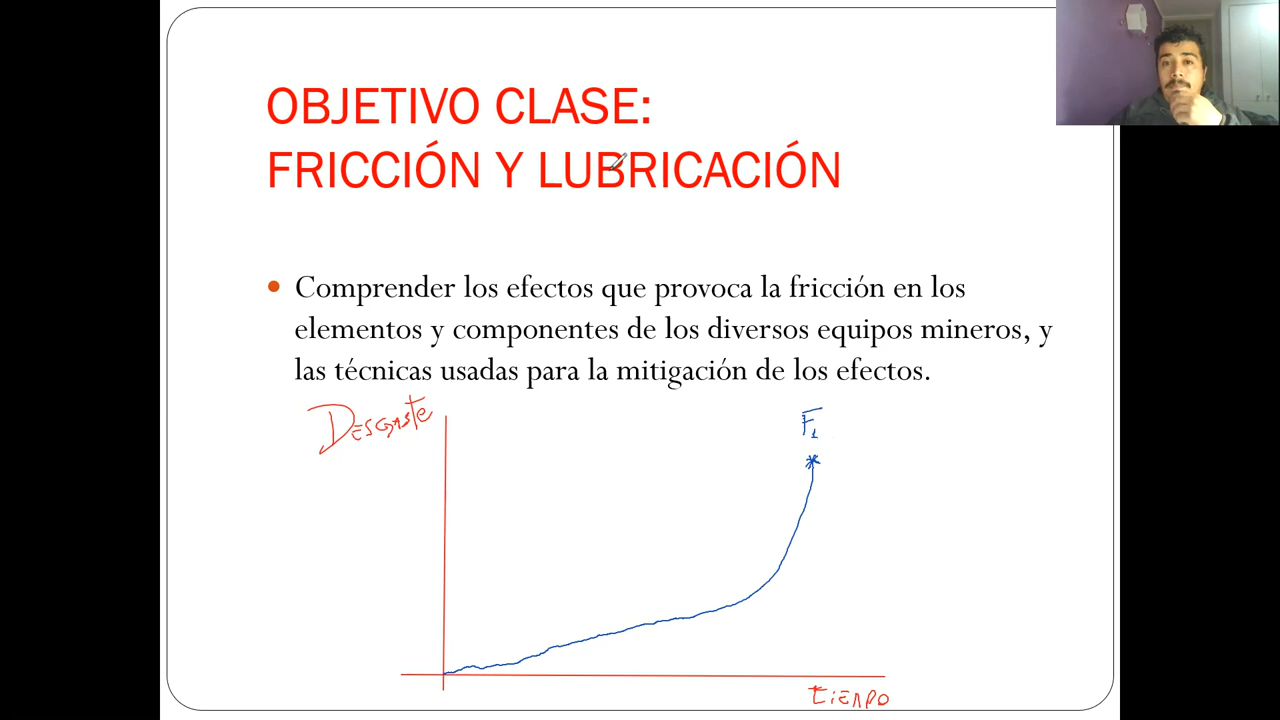 OBJETIVO CLASE:
FRICCIÓN Y LUBRICACIÓN
Comprender los efectos que provoca la fricción en los
elementos y componentes de los diversos equipos mineros, y
las técnicas usadas para la mitigación de los efectos.
DESGASTE
F1
tiEMPO